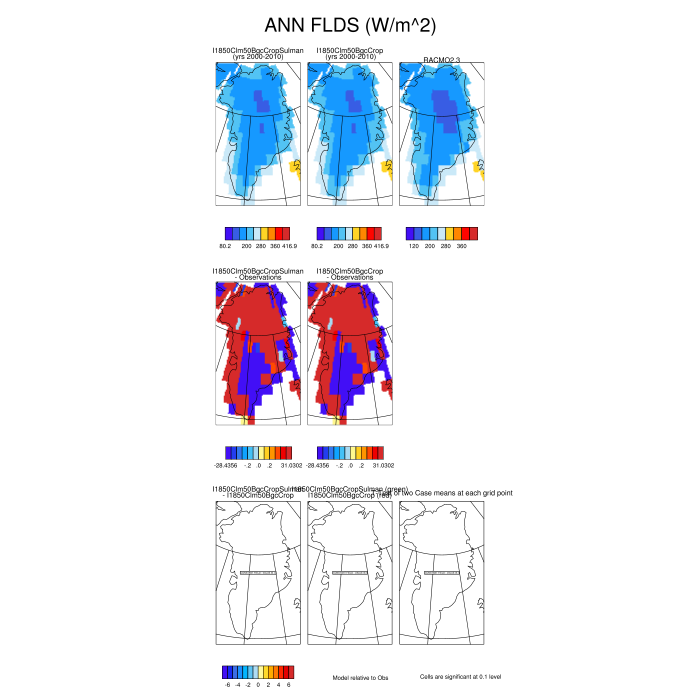 ANN FLDS (W/m^2)
I1850Clm50BgcCropSulman
(yrs 2000-2010)
I1850Clm50BgcCrop
(yrs 2000-2010)
RACMO2.3
80.2 200 280 360 416.9
80.2 200 280 360 416.9
120 200 280 360
I1850Clm50BgcCropSulman
- Observations
I1850Clm50BgcCrop
- Observations
-28.4356 -.2 .0 .2 31.0302
-28.4356 -.2 .0 .2 31.0302
I1850Clm50BgcCropSulman
- I1850Clm50BgcCrop
I1850Clm50BgcCropSulman (green)
I1850Clm50BgcCrop (red)
of two Case means at each grid point
-6 -4 -2 0 2 4 6
Model relative to Obs
Cells are significant at 0.1 level